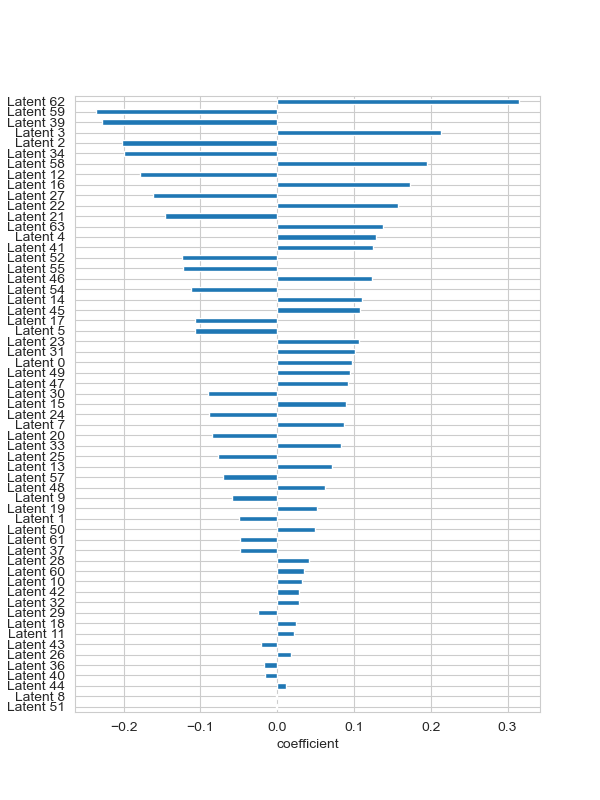 Latent 62
Latent 59
Latent 39
Latent 3
Latent 2
Latent 34
Latent 58
Latent 12
Latent 16
Latent 27
Latent 22
Latent 21
Latent 63
Latent 4
Latent 41
Latent 52
Latent 55
Latent 46
Latent 54
Latent 14
Latent 45
Latent 17
Latent 5
Latent 23
Latent 31
Latent 0
Latent 49
Latent 47
Latent 30
Latent 15
Latent 24
Latent 7
Latent 20
Latent 33
Latent 25
Latent 13
Latent 57
Latent 48
Latent 9
Latent 19
Latent 1
Latent 50
Latent 61
Latent 37
Latent 28
Latent 60
Latent 10
Latent 42
Latent 32
Latent 29
Latent 18
Latent 11
Latent 43
Latent 26
Latent 36
Latent 40
Latent 44
Latent 8
Latent 51
−0.2 −0.1 0.0 0.1 0.2 0.3
coefficient